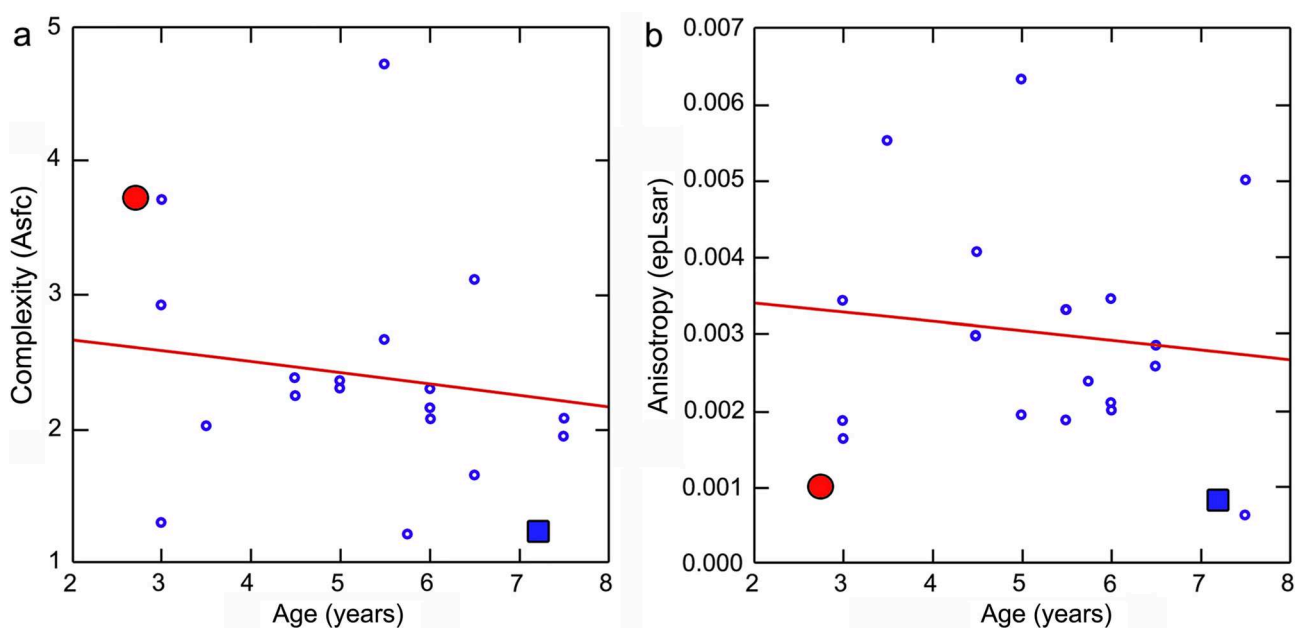 a
Complexity (Asfc)
5
4
3
2
1
2 3 4 5 6 7 8
Age (years)
b
Anisotropy (epLsar)
0.007
0.006
0.005
0.004
0.003
0.002
0.001
0.000
2 3 4 5 6 7 8
Age (years)